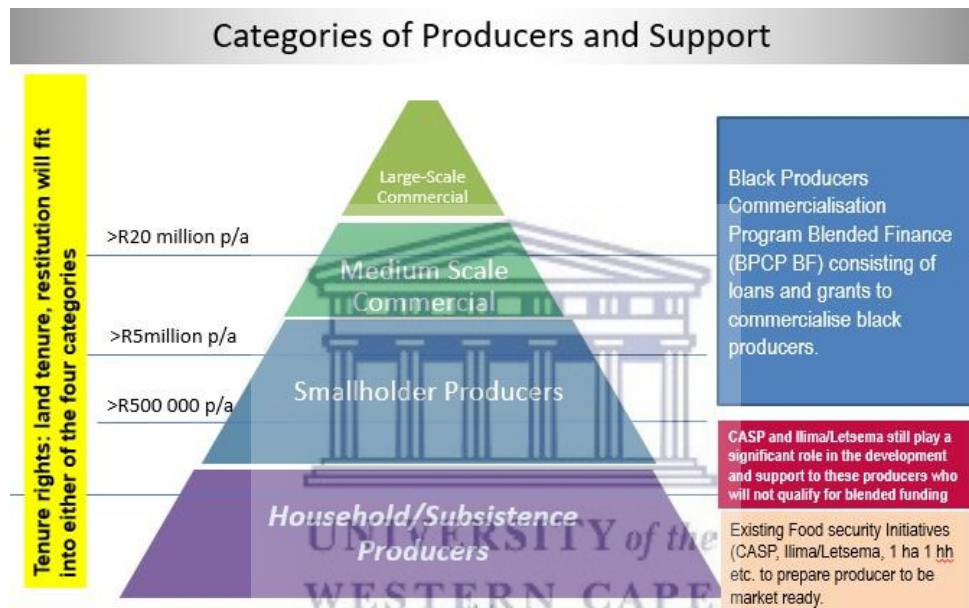 Categories of Producers and Support
Tenure rights: land tenure, restitution will fit
into either of the four categories
Large-Scale
Commercial
>R20 million p/a
Medium Scale
Commercial
>R5million p/a
Smallholder Producers
>R500 000 p/a
Household/Subsistence
Producers
Black Producers
Commercialisation
Program Blended Finance
(BPCP BF) consisting of
loans and grants to
commercialise black
producers.
CASP and Ilima/Letsema still play a
significant role in the development
and support to these producers who
will not qualify for blended funding
Existing Food security Initiatives
(CASP, Ilima/Letsema, 1 ha 1 hh
etc. to prepare producer to be
market ready.
UNIVERSITY of the
WESTERN CAPE